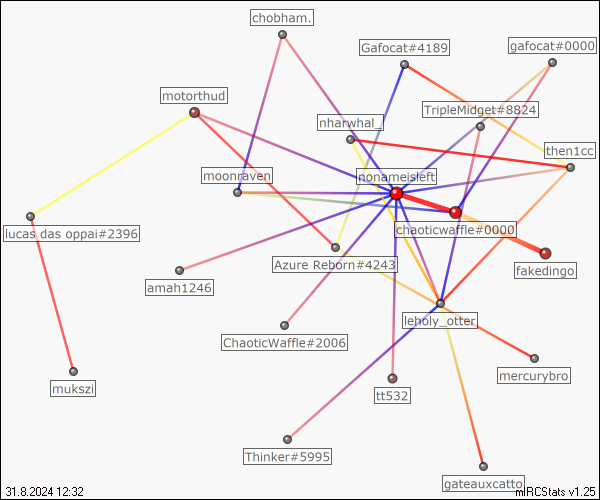 chobham.
gafocat#0000
Gafocat#4189
motorthud
TripleMidget#8824
nharwhal_
then1cc
moonraven
nonameisleft
chaoticwaffle#0000
lucas das oppai#2396
Azure Reborn#4243
fakedingo
amah1246
leholy_otter
ChaoticWaffle#2006
mercurybro
mukszi
tt532
Thinker#5995
gateauxcatto
31.8.2024 12:32
mIRCStats v1.25